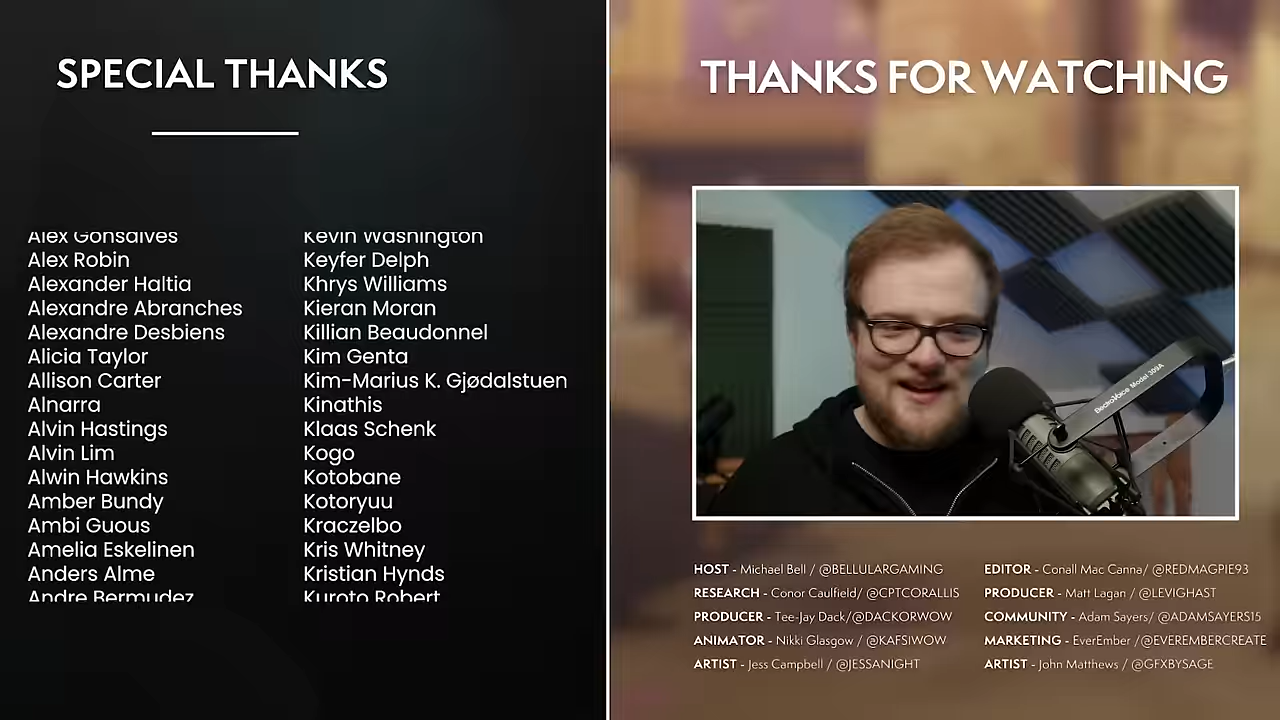 SPECIAL THANKS
Alex Gonsalves
Alex Robin
Alexander Haltia
Alexandre Abranches
Alexandre Desbiens
Alicia Taylor
Allison Carter
Alnarra
Alvin Hastings
Alvin Lim
Alwin Hawkins
Amber Bundy
Ambi Guous
Amelia Eskelinen
Anders Alme
Andre Bermudez
Kevin Washington
Keyfer Delph
Khrys Williams
Kieran Moran
Killian Beaudonnel
Kim Genta
Kim-Marius K. Gjødalstuen
Kinathis
Klaas Schenk
Kogo
Kotobane
Kotoryuu
Kraczelbo
Kris Whitney
Kristian Hynds
Kuroto Robert
THANKS FOR WATCHING
ElectroVoice Model 309A
HOST - Michael Bell / @BELLULARGAMING
RESEARCH - Conor Caulfield/ @CPTCORALLIS
PRODUCER - Tee-Jay Dack/@DACKORWOW
ANIMATOR - Nikki Glasgow / @KAFSIWOW
ARTIST - Jess Campbell / @JESSANIGHT
EDITOR - Conall Mac Canna/ @REDMAGPIE93
PRODUCER - Matt Lagan / @LEVIGHAST
COMMUNITY - Adam Sayers/ @ADAMSAYERS15
MARKETING - EverEmber /@EVEREMBERCREATE
ARTIST - John Matthews / @GFXBYSAGE